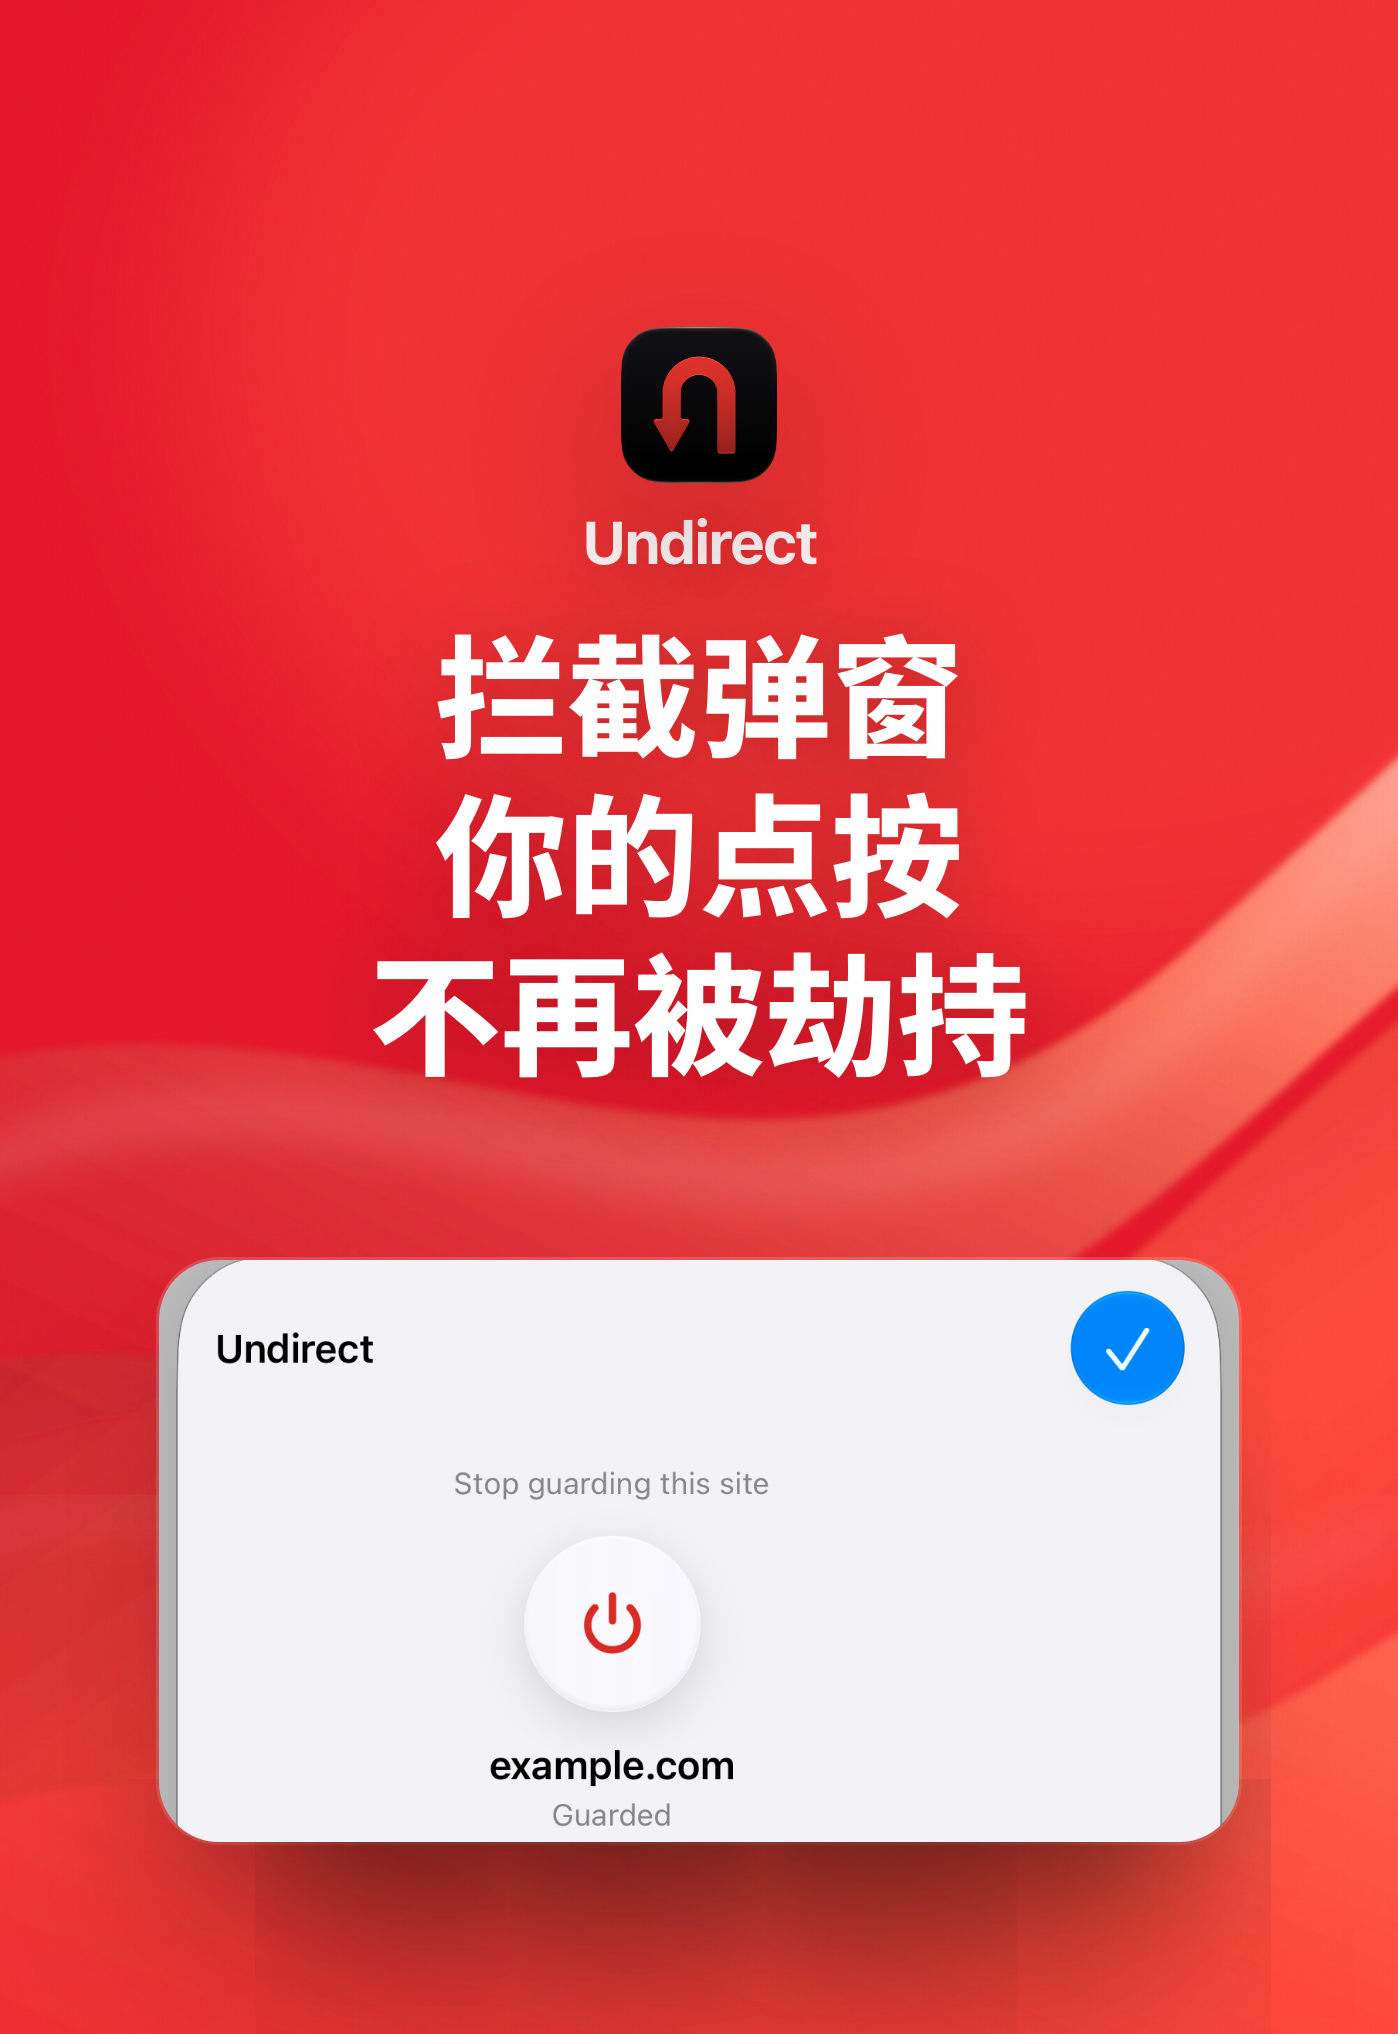 Undirect
拦截弹窗
你的点按
不再被劫持
Undirect
Stop guarding this site
example.com
Guarded